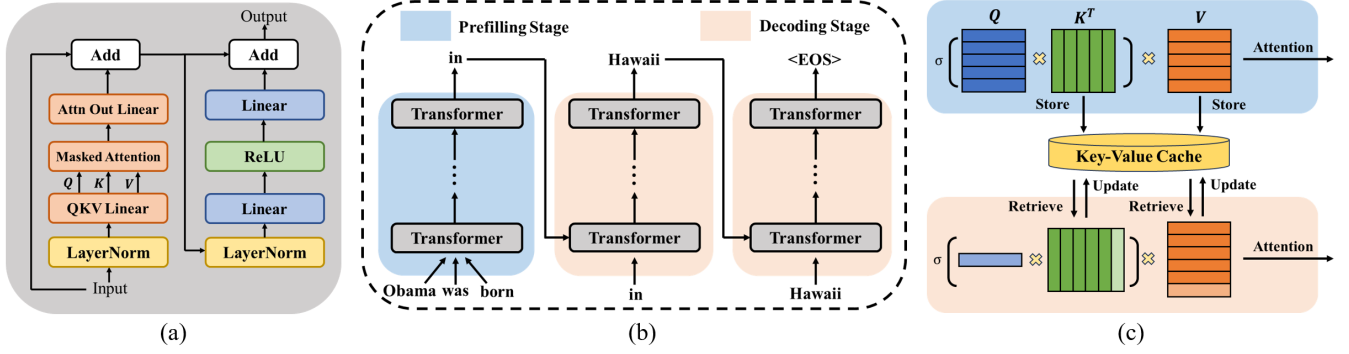 Output
Add
Add
Attn Out Linear
Linear
Masked Attention
ReLU
Q K V
QKV Linear
Linear
LayerNorm
LayerNorm
Input
(a)
Prefilling Stage
Decoding Stage
in
Hawaii
<EOS>
Transformer
Transformer
Transformer
Transformer
Transformer
Transformer
Obama was born
in
Hawaii
(b)
Q
K^T
V
σ
Attention
Store
Store
Key-Value Cache
Update
Update
Retrieve
Retrieve
σ
Attention
(c)